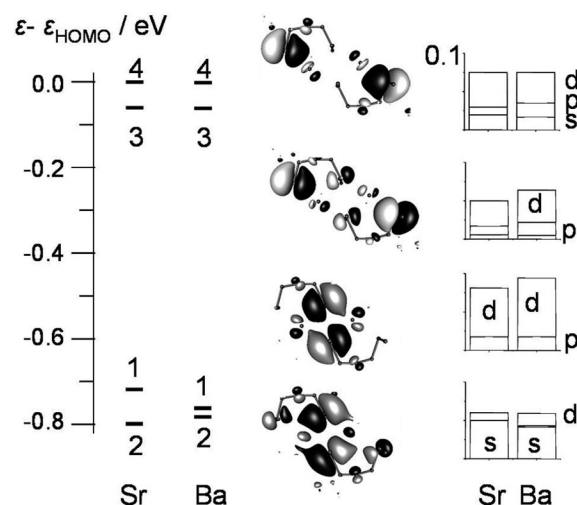 ε- ε HOMO / eV
0.1
0.0
4 4
d
p
s
3 3
-0.2
d
p
-0.4
d d
-0.6
p
1
1
-0.8
2 2
d
s s
Sr Ba
Sr Ba